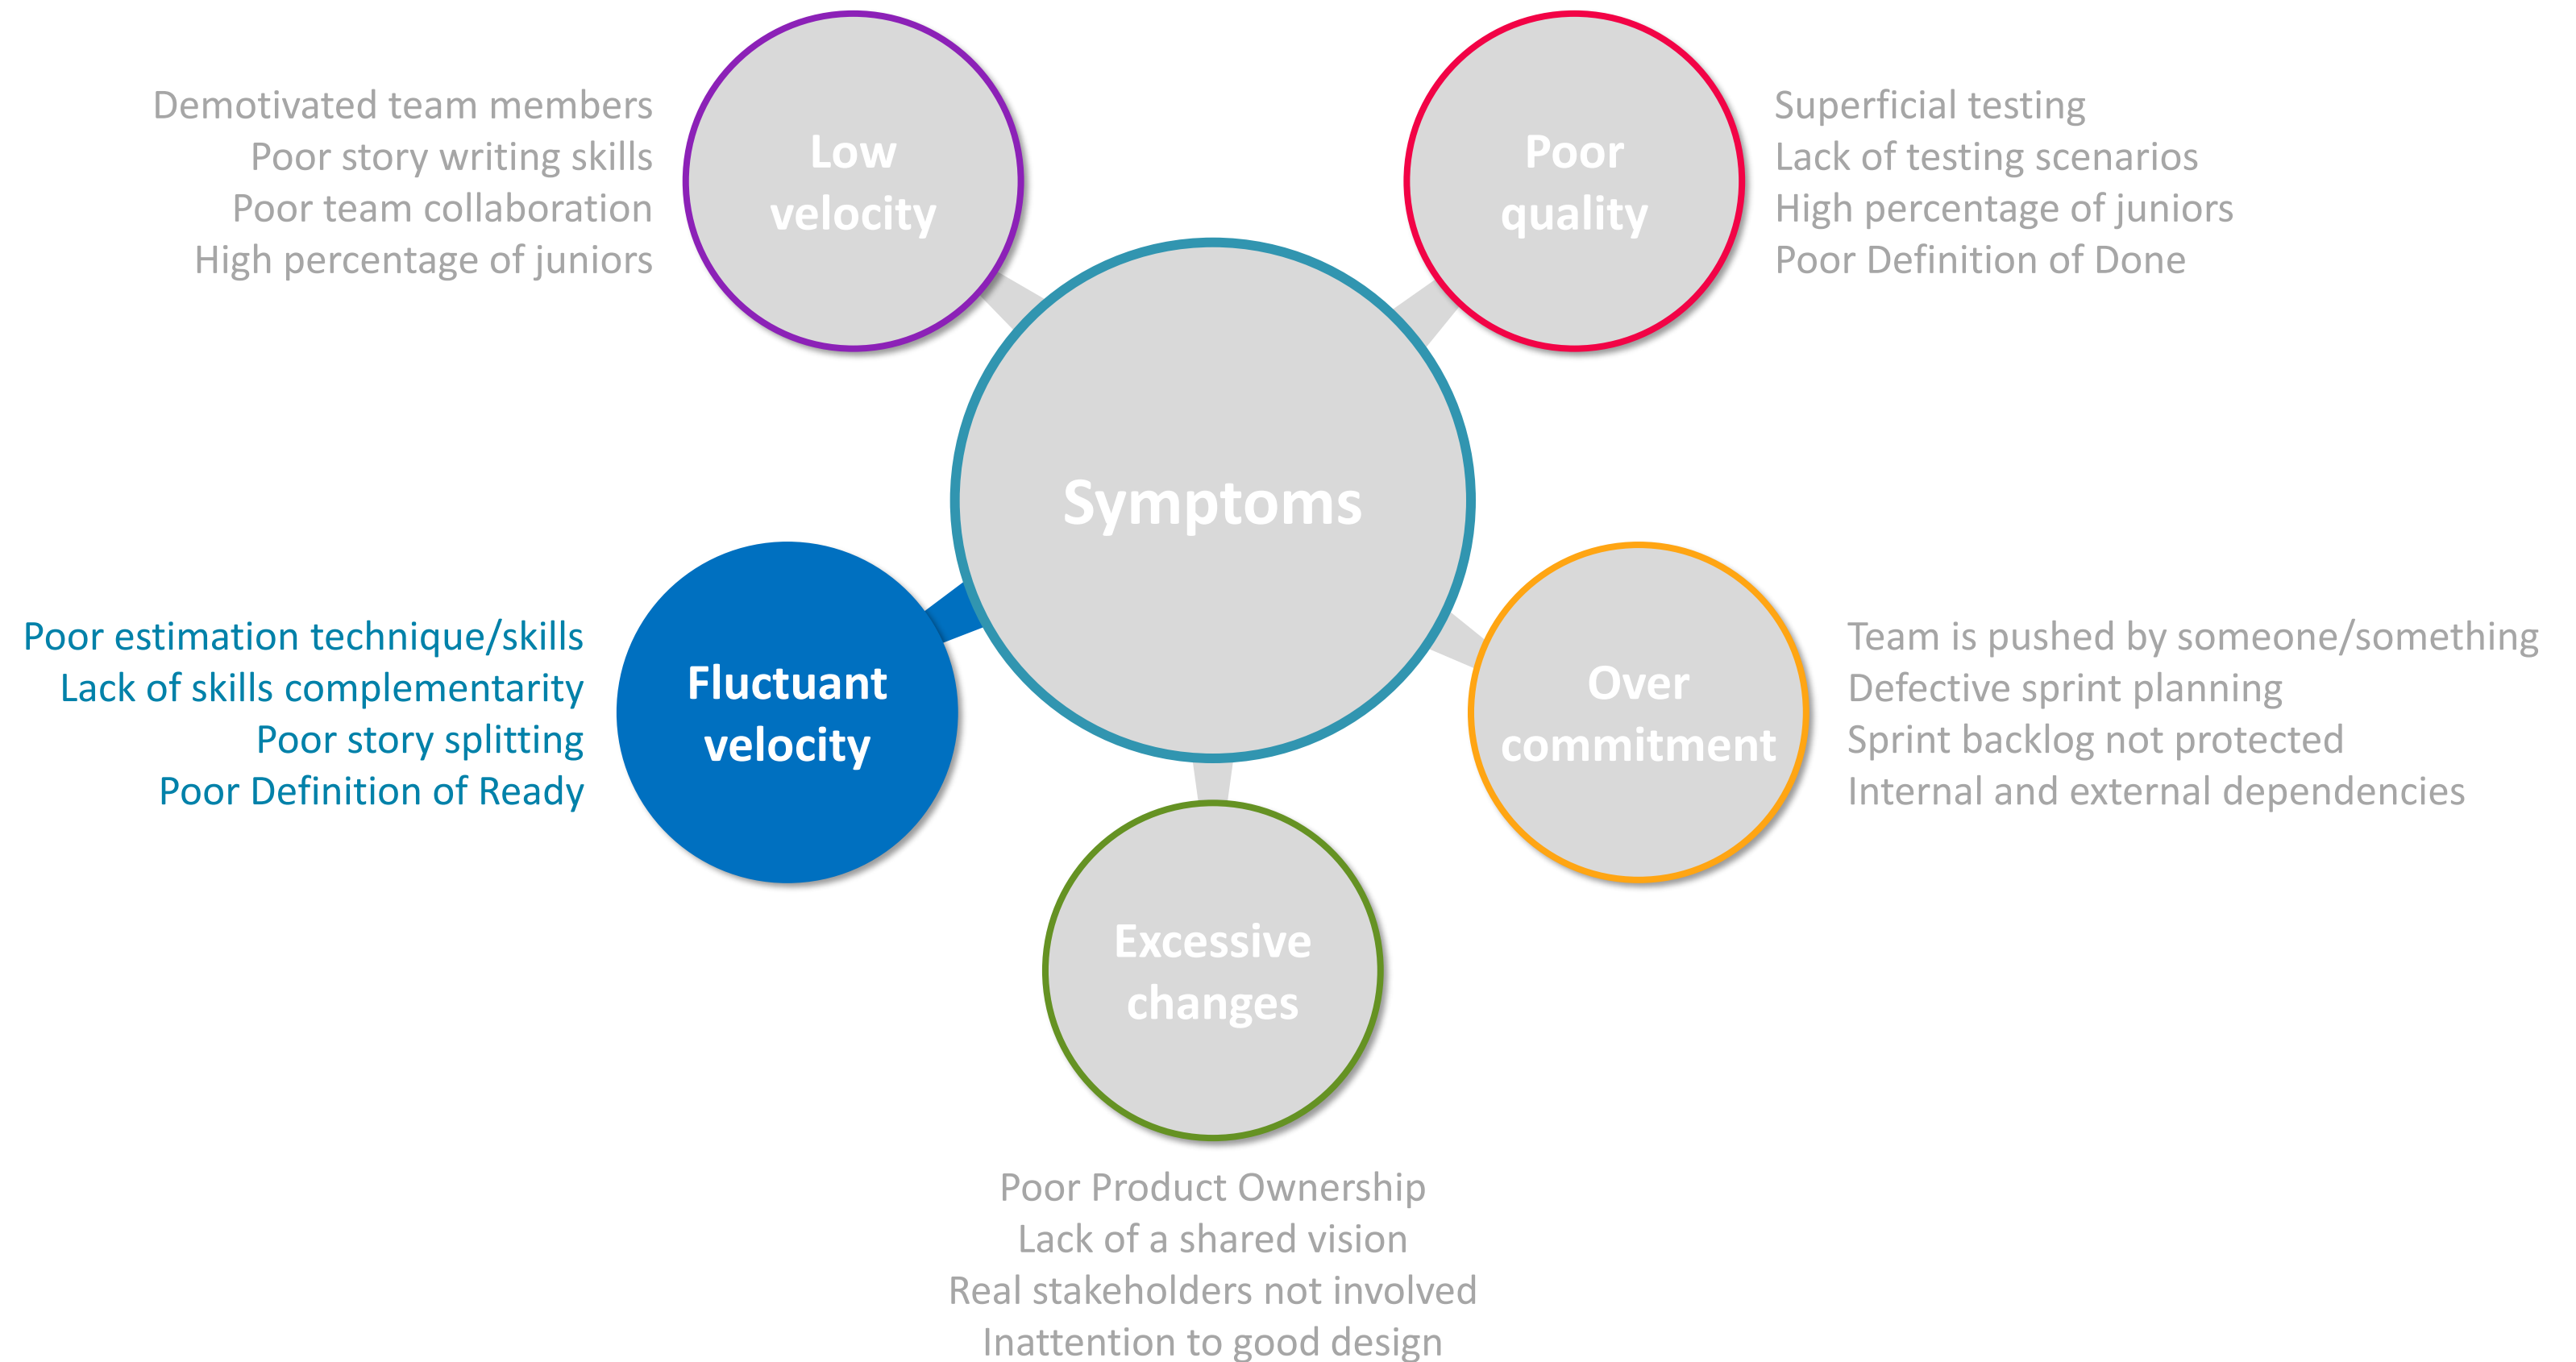 Demotivated team members
Poor story writing skills
Poor team collaboration
High percentage of juniors
Low
velocity
Poor
quality
Superficial testing
Lack of testing scenarios
High percentage of juniors
Poor Definition of Done
Symptoms
Poor estimation technique/skills
Lack of skills complementarity
Poor story splitting
Poor Definition of Ready
Fluctuant
velocity
Over
commitment
Team is pushed by someone/something
Defective sprint planning
Sprint backlog not protected
Internal and external dependencies
Excessive
changes
Poor Product Ownership
Lack of a shared vision
Real stakeholders not involved
Inattention to good design